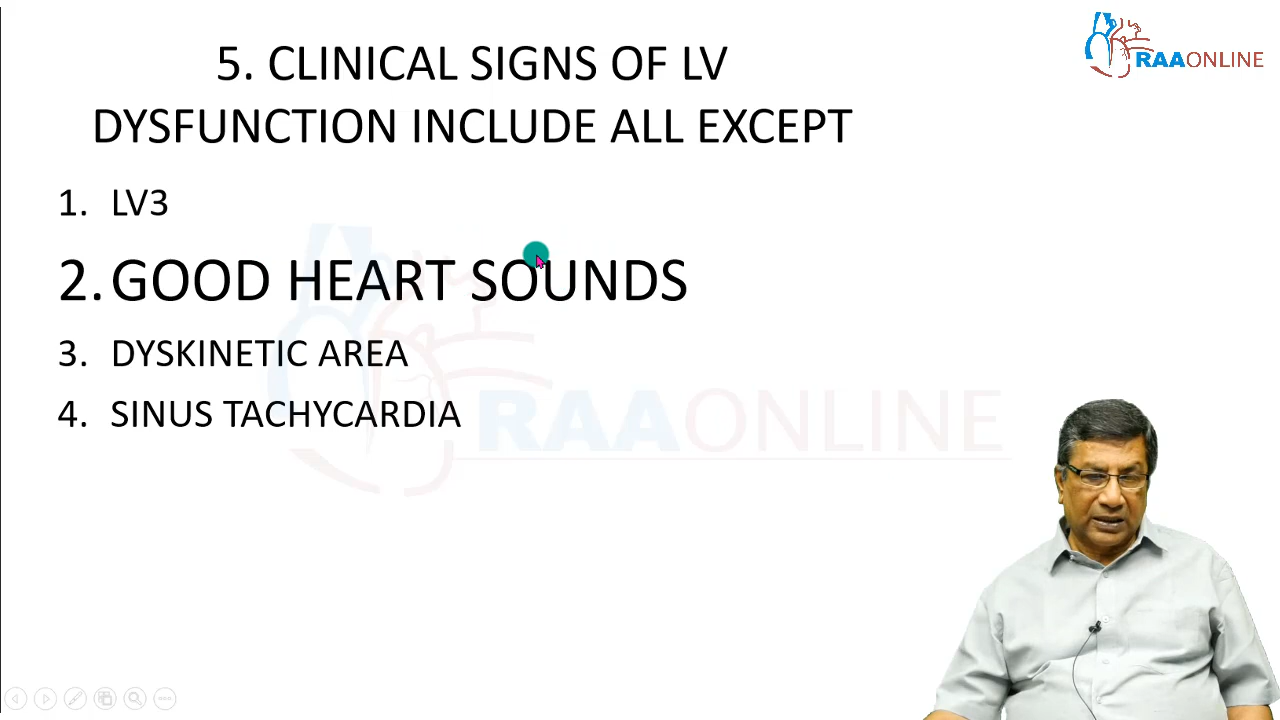 5. CLINICAL SIGNS OF LV
DYSFUNCTION INCLUDE ALL EXCEPT
RAAONLINE
1. LV3
2. GOOD HEART SOUNDS
3. DYSKINETIC AREA
4. SINUS TACHYCARDIA
RAAONLINE